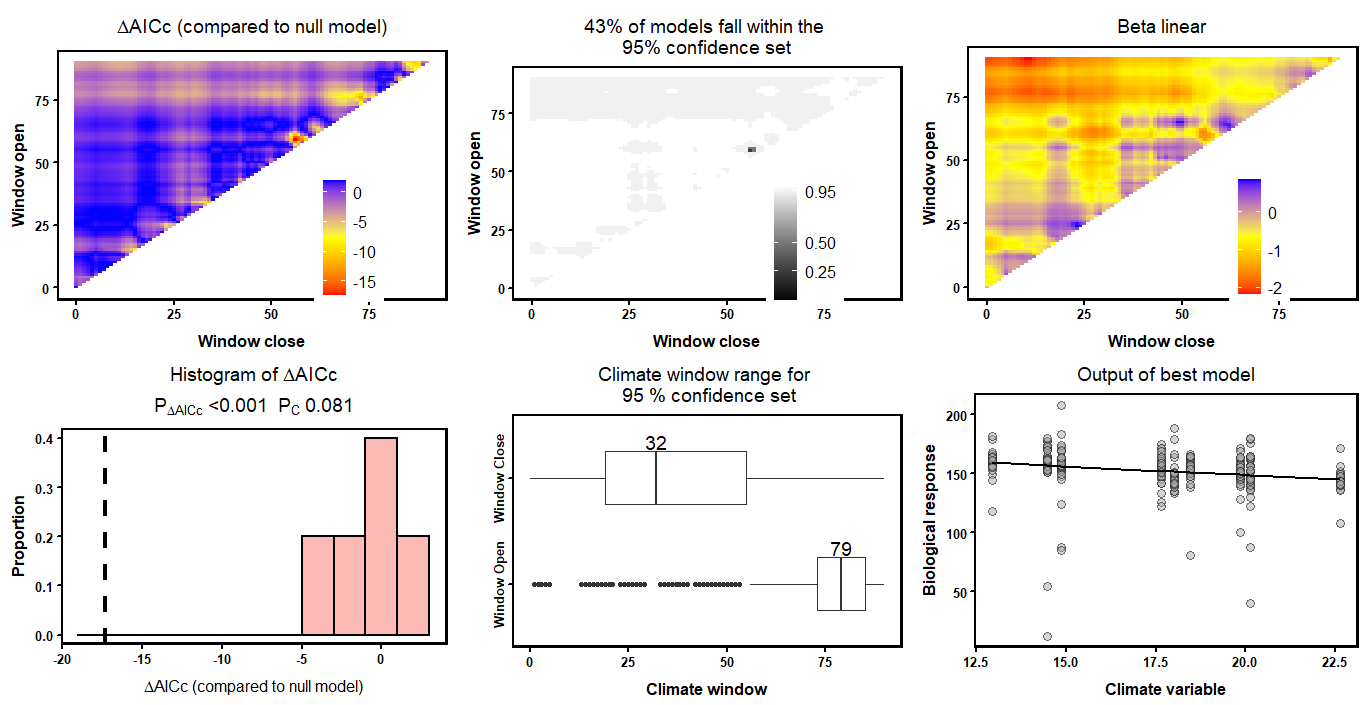 ΔAICc (compared to null model)
Window open
75
50
25
0
0
-5
-10
-15
0
25
50
75
Window close
43% of models fall within the
95% confidence set
Window open
75
50
25
0
0.95
0.50
0.25
0
25
50
75
Window close
Beta linear
Window open
75
50
25
0
0
-1
-2
0
25
50
75
Window close
Histogram of ΔAICc
PΔAICc <0.001 PC 0.081
Proportion
0.4
0.3
0.2
0.1
0.0
-20
-15
-10
-5
0
ΔAICc (compared to null model)
Climate window range for
95 % confidence set
Window Close
32
Window Open
79
0
25
50
75
Climate window
Output of best model
Biological response
200
150
100
50
12.5
15.0
17.5
20.0
22.5
Climate variable